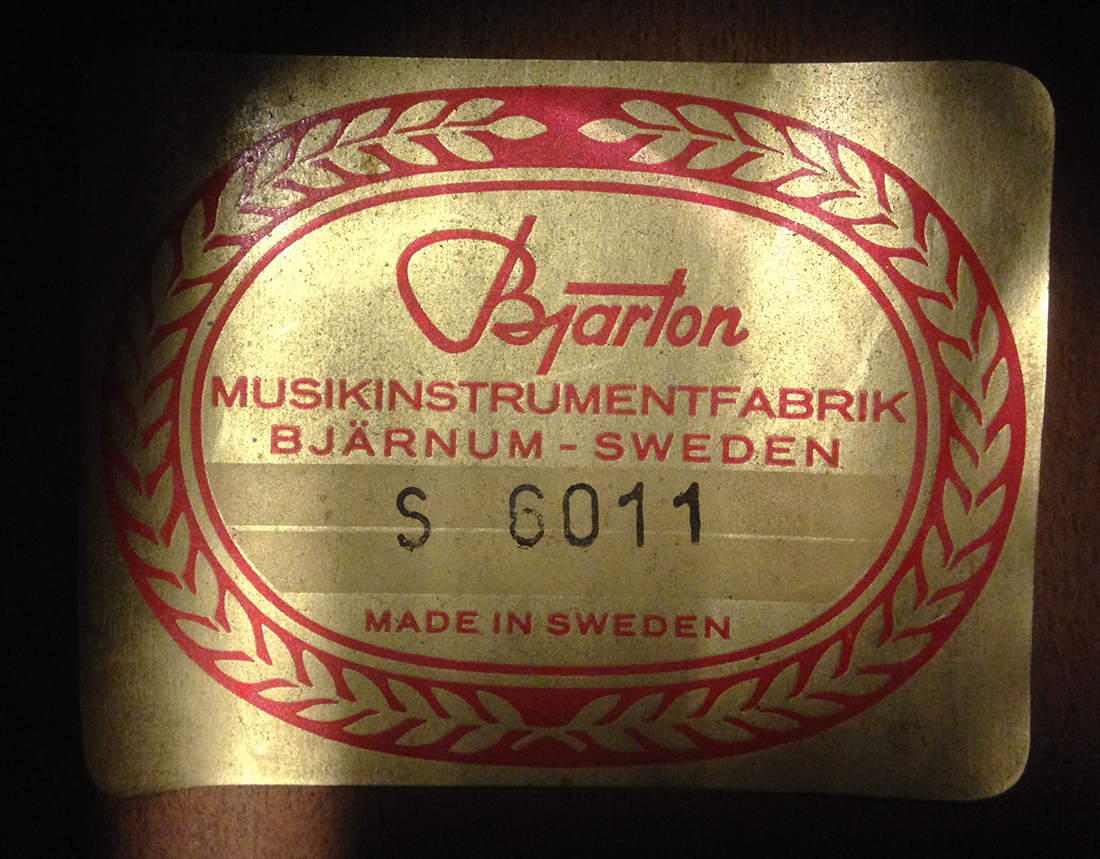 Bjarton
MUSIKINSTRUMENTFABRIK
BJÄRNUM - SWEDEN
S 6011
MADE IN SWEDEN